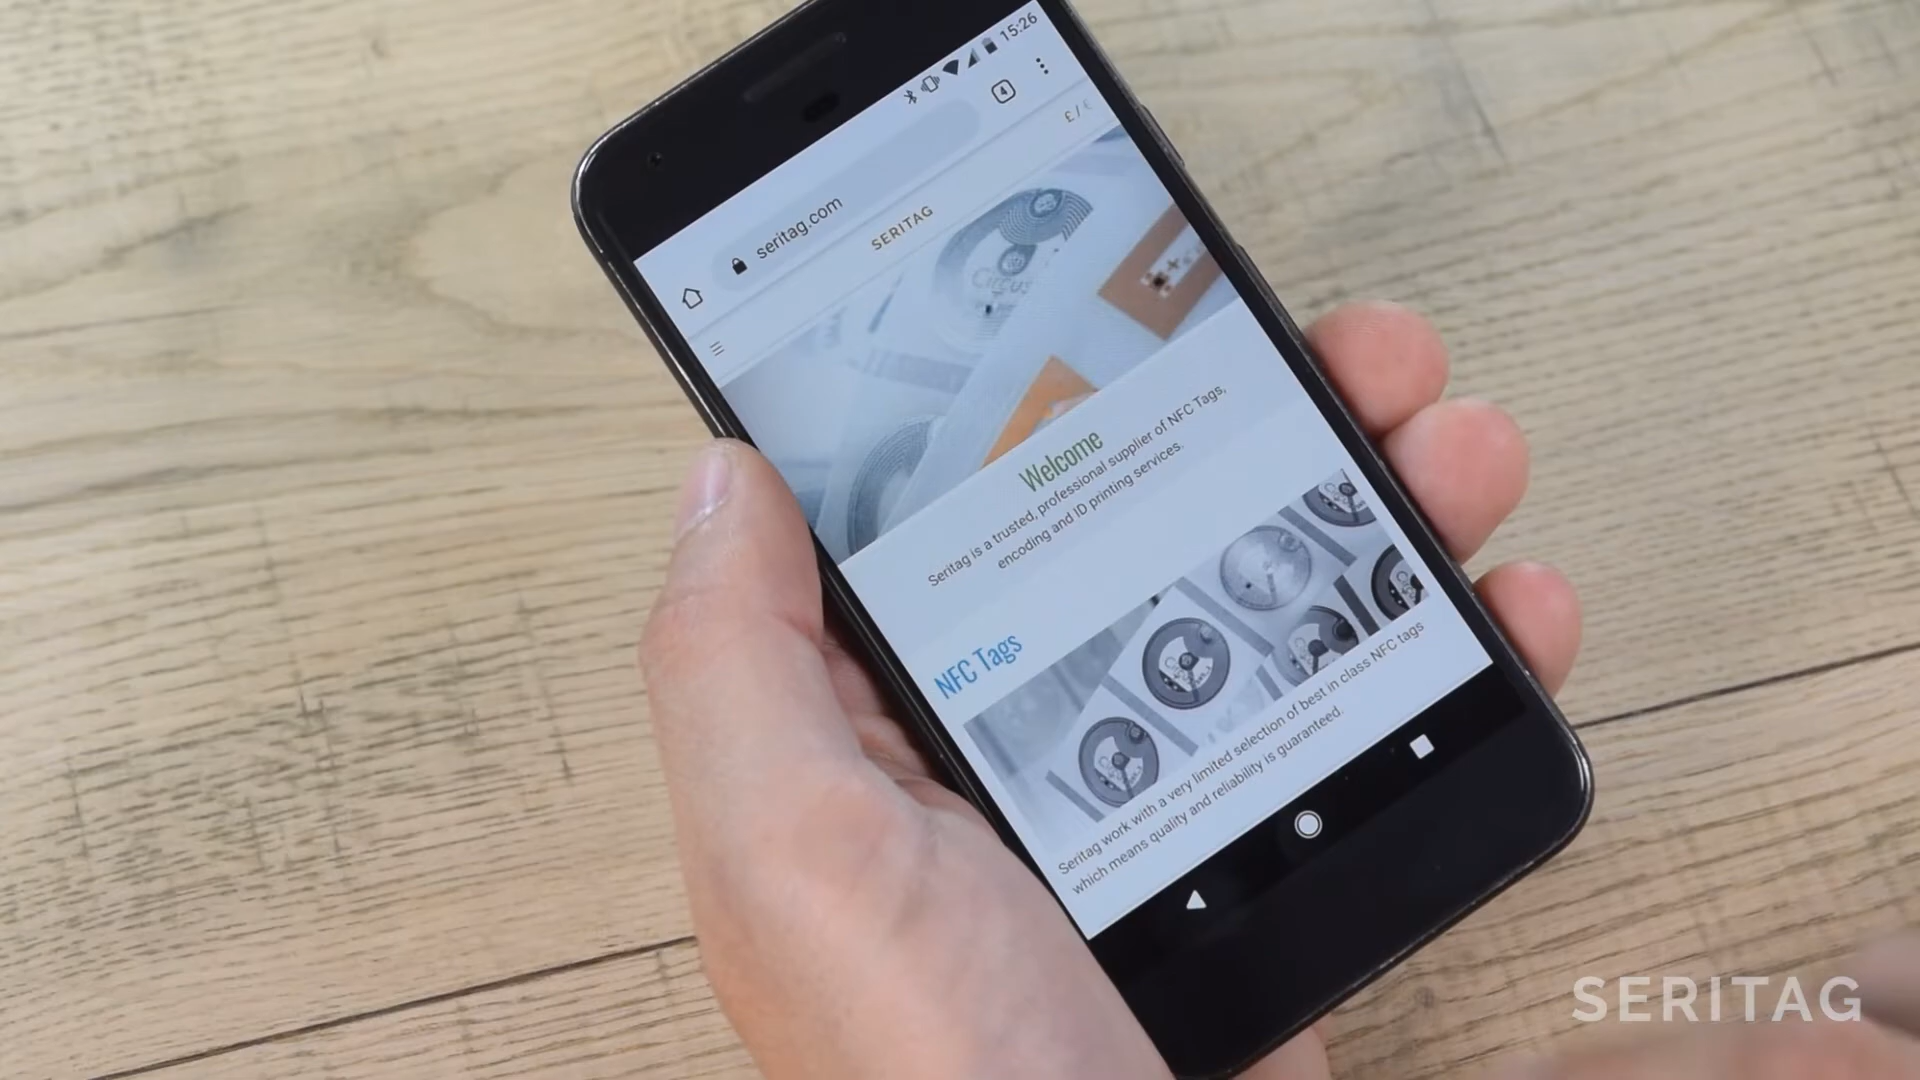 15:26
4
seritag.com
£ / €
SERITAG
Circus
Welcome
Seritag is a trusted, professional supplier of NFC Tags,
encoding and ID printing services.
NFC Tags
Seritag work with a very limited selection of best in class NFC tags
which means quality and reliability is guaranteed.
SERITAG